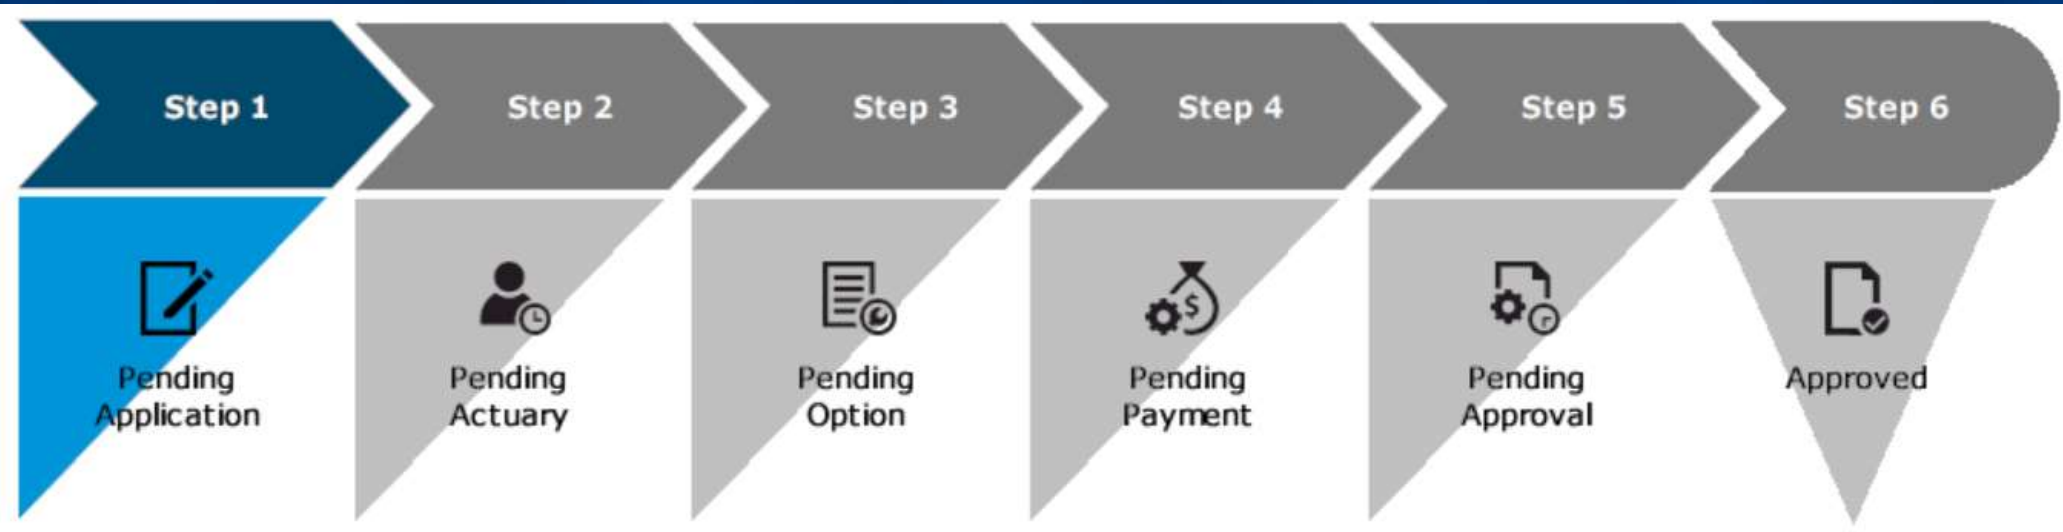 Step 1
Step 2
Step 3
Step 4
Step 5
Step 6
Pending
Application
Pending
Actuary
Pending
Option
$
Pending
Payment
Pending
Approval
Approved